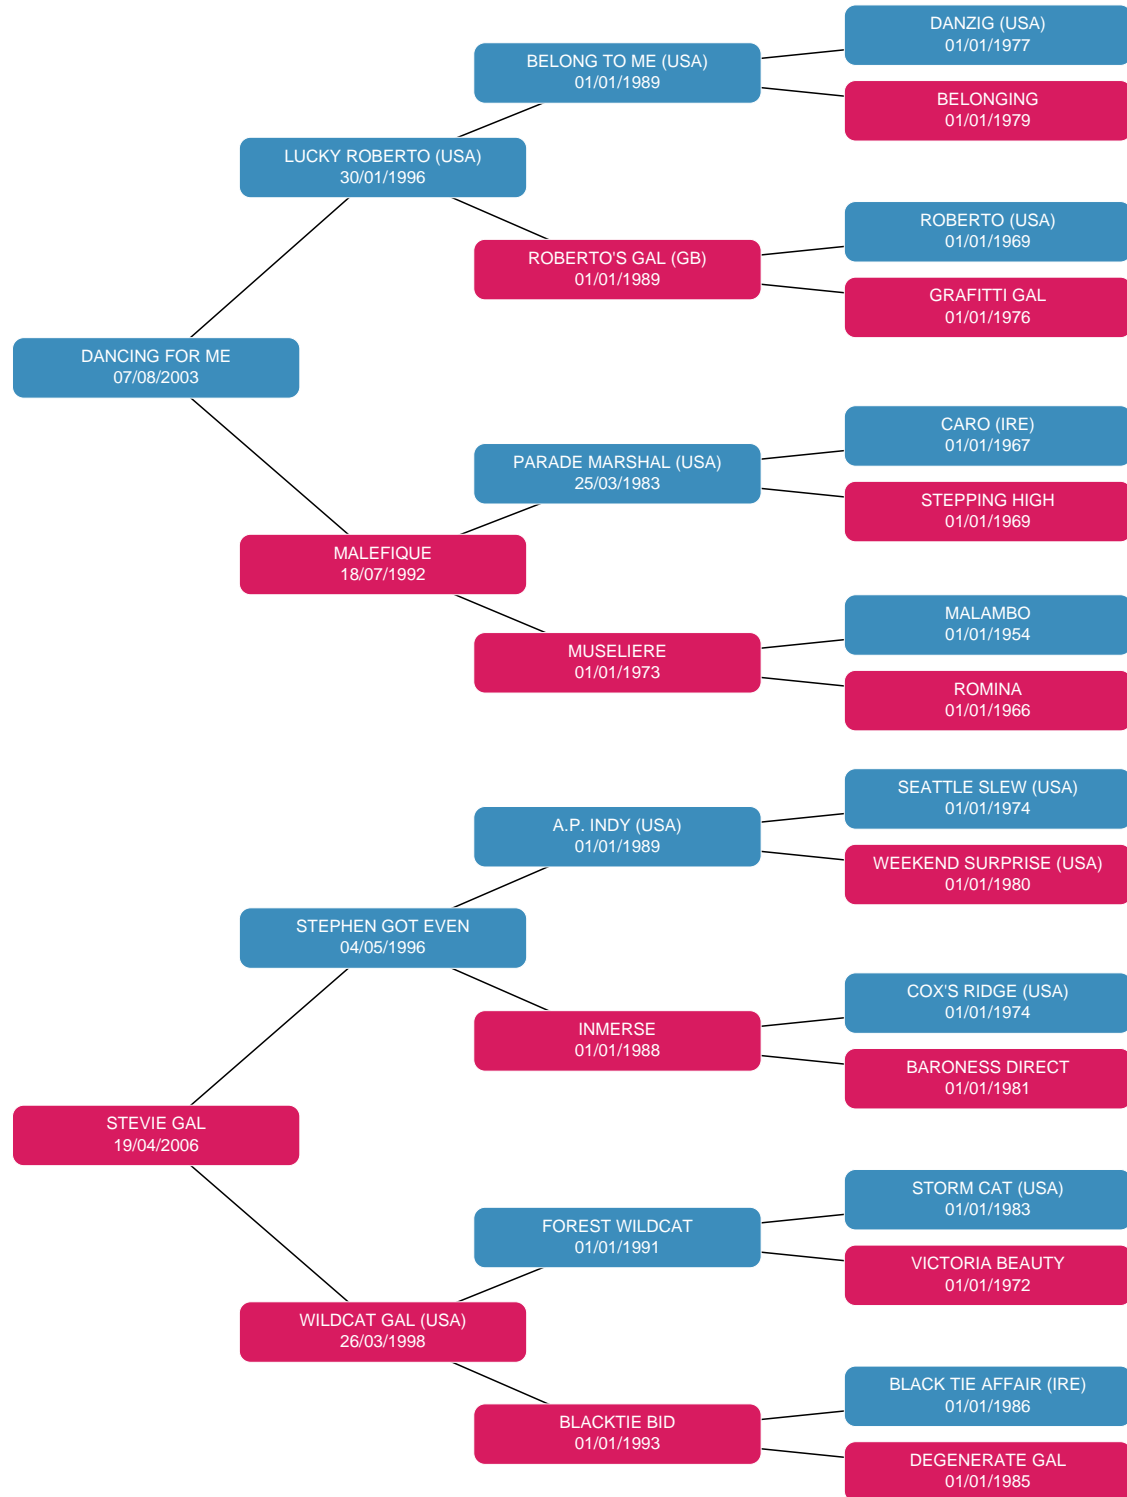 DANZIG (USA)
01/01/1977
BELONG TO ME (USA)
01/01/1989
BELONGING
01/01/1979
LUCKY ROBERTO (USA)
30/01/1996
ROBERTO (USA)
01/01/1969
ROBERTO'S GAL (GB)
01/01/1989
GRAFITTI GAL
01/01/1976
DANCING FOR ME
07/08/2003
CARO (IRE)
01/01/1967
PARADE MARSHAL (USA)
25/03/1983
STEPPING HIGH
01/01/1969
MALEFIQUE
18/07/1992
MALAMBO
01/01/1954
MUSELIERE
01/01/1973
ROMINA
01/01/1966
SEATTLE SLEW (USA)
01/01/1974
A.P. INDY (USA)
01/01/1989
WEEKEND SURPRISE (USA)
01/01/1980
STEPHEN GOT EVEN
04/05/1996
COX'S RIDGE (USA)
01/01/1974
INMERSE
01/01/1988
BARONESS DIRECT
01/01/1981
STEVIE GAL
19/04/2006
STORM CAT (USA)
01/01/1983
FOREST WILDCAT
01/01/1991
VICTORIA BEAUTY
01/01/1972
WILDCAT GAL (USA)
26/03/1998
BLACK TIE AFFAIR (IRE)
01/01/1986
BLACKTIE BID
01/01/1993
DEGENERATE GAL
01/01/1985